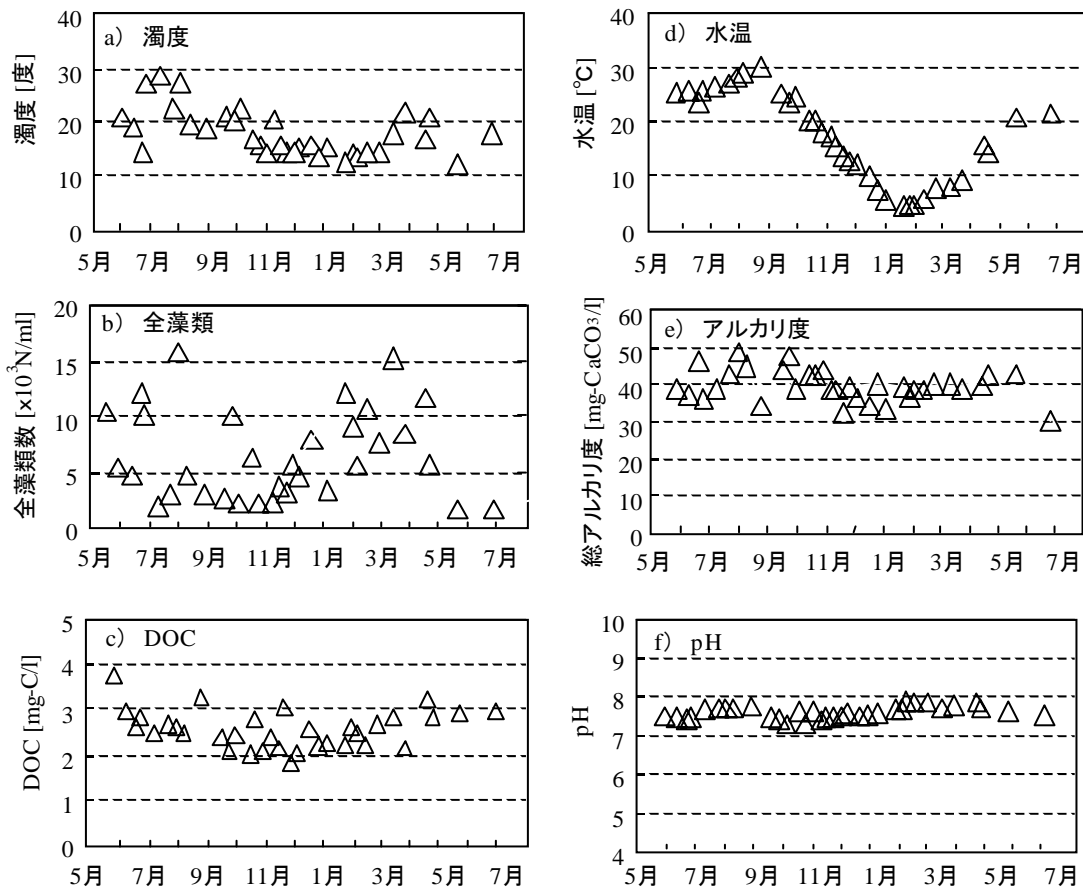 a) 濁度
濁度 [度]
40
30
20
10
0
5月 7月 9月 11月 1月 3月 5月 7月
d) 水温
水温 [℃]
40
30
20
10
0
5月 7月 9月 11月 1月 3月 5月 7月
b) 全藻類
全藻類数 [x10³N/ml]
20
15
10
5
0
5月 7月 9月 11月 1月 3月 5月 7月
e) アルカリ度
総アルカリ度 [mg-CaCO3/l]
60
50
40
30
20
10
0
5月 7月 9月 11月 1月 3月 5月 7月
c) DOC
DOC [mg-C/l]
5
4
3
2
1
0
5月 7月 9月 11月 1月 3月 5月 7月
f) pH
pH
10
9
8
7
6
5
4
5月 7月 9月 11月 1月 3月 5月 7月